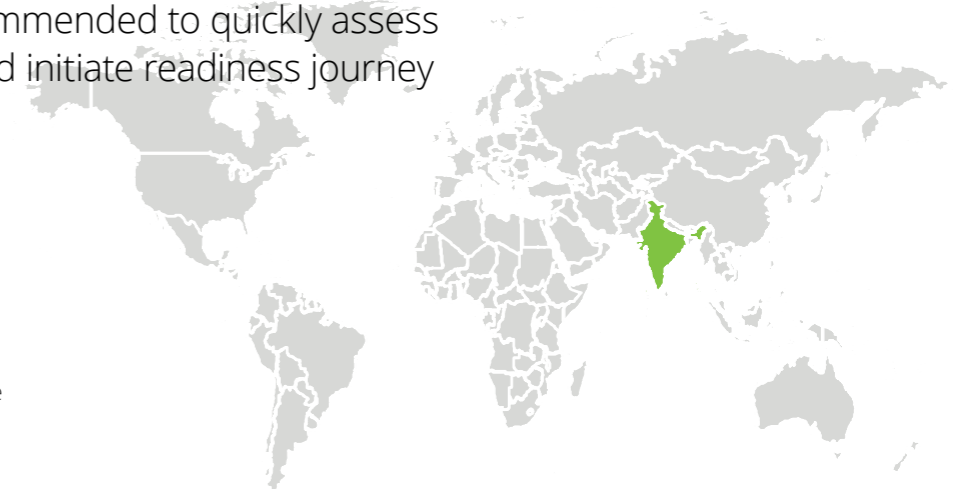 mmended to quickly assess
d initiate readiness journey
e